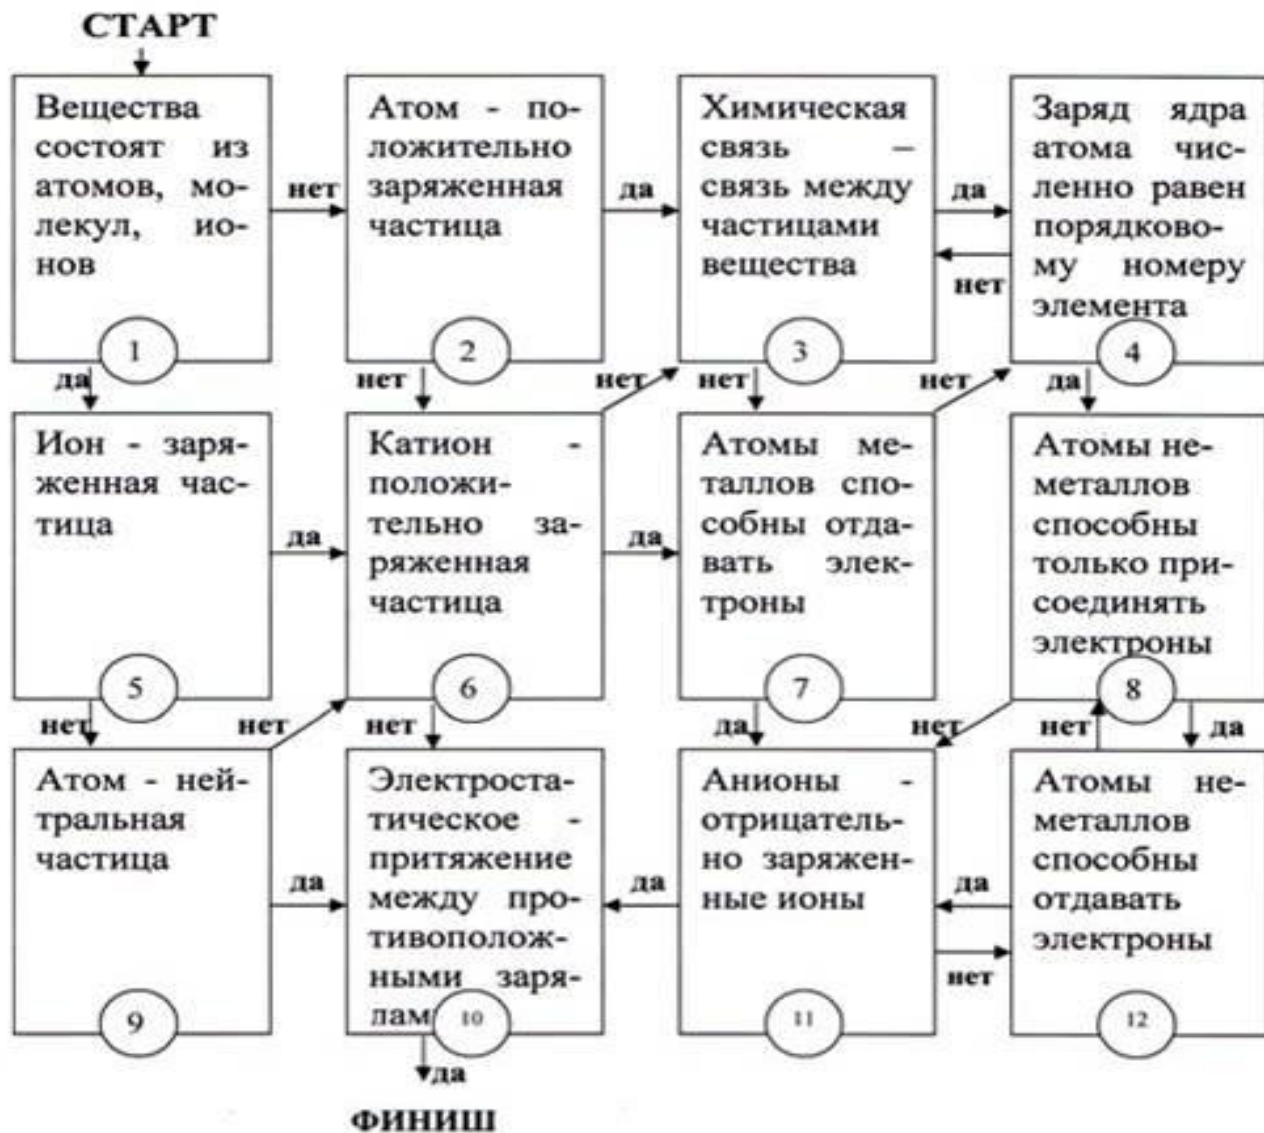 СТАРТ
Вещества
состоят из
атомов, мо-
лекул, ио-
нов
1
нет
Атом - по-
ложительно
заряженная
частица
2
да
Химическая
связь –
связь между
частицами
вещества
3
да
нет
Заряд ядра
атома чис-
ленно равен
порядково-
му номеру
элемента
4
да
нет
нет
нет
нет
да
Ион - заря-
женная час-
тица
5
да
Катион -
положи-
тельно за-
ряженная
частица
6
да
Атомы ме-
таллов спо-
собны отда-
вать элек-
троны
7
Атомы не-
металлов
способны
только при-
соединять
электроны
8
нет
нет
нет
да
нет
нет
да
Атом - ней-
тральная
частица
9
да
Электроста-
тическое -
притяжение
между про-
тивополож-
ными заря-
лам
10
да
Анионы -
отрицатель-
но заряжен-
ные ионы
11
да
нет
Атомы не-
металлов
способны
отдавать
электроны
12
да
ФИНИШ